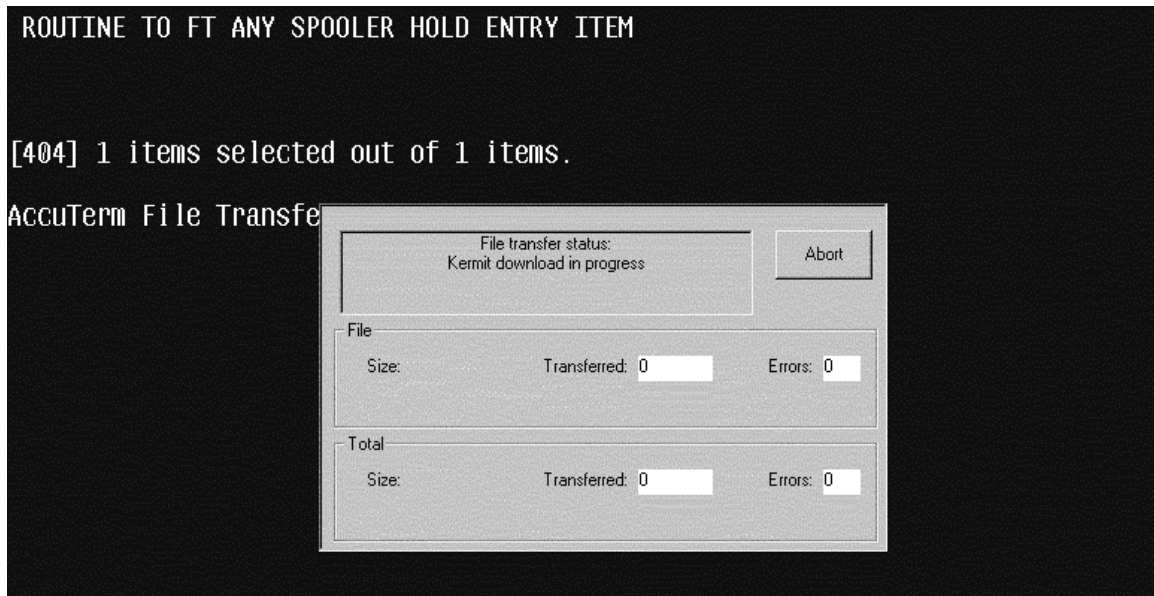 ROUTINE TO FT ANY SPOOLER HOLD ENTRY ITEM
[404] 1 items selected out of 1 items.
AccuTerm File Transfe
File transfer status:
Kermit download in progress
Abort
File
Size: Transferred: 0 Errors: 0
Total
Size: Transferred: 0 Errors: 0